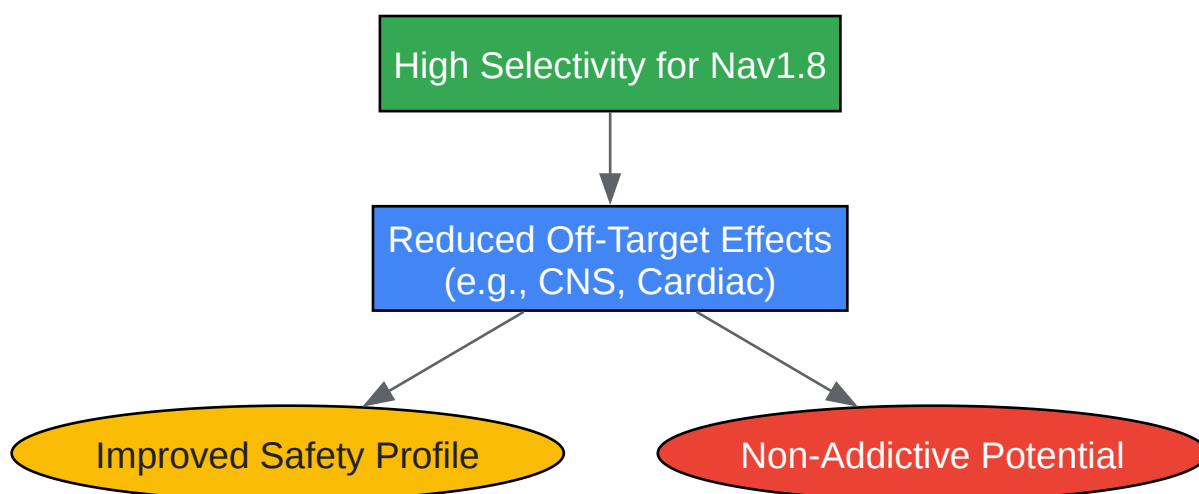 High Selectivity for Nav1.8
Reduced Off-Target Effects
(e.g., CNS, Cardiac)
Improved Safety Profile
Non-Addictive Potential